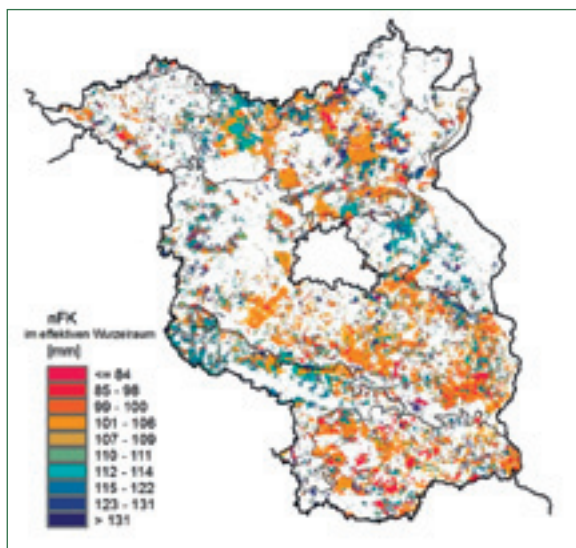 nFK
im effektiven Wurzelraum
[mm]
<= 84
85 - 98
99 - 100
101 - 106
107 - 109
110 - 111
112 - 114
115 - 122
123 - 131
> 131